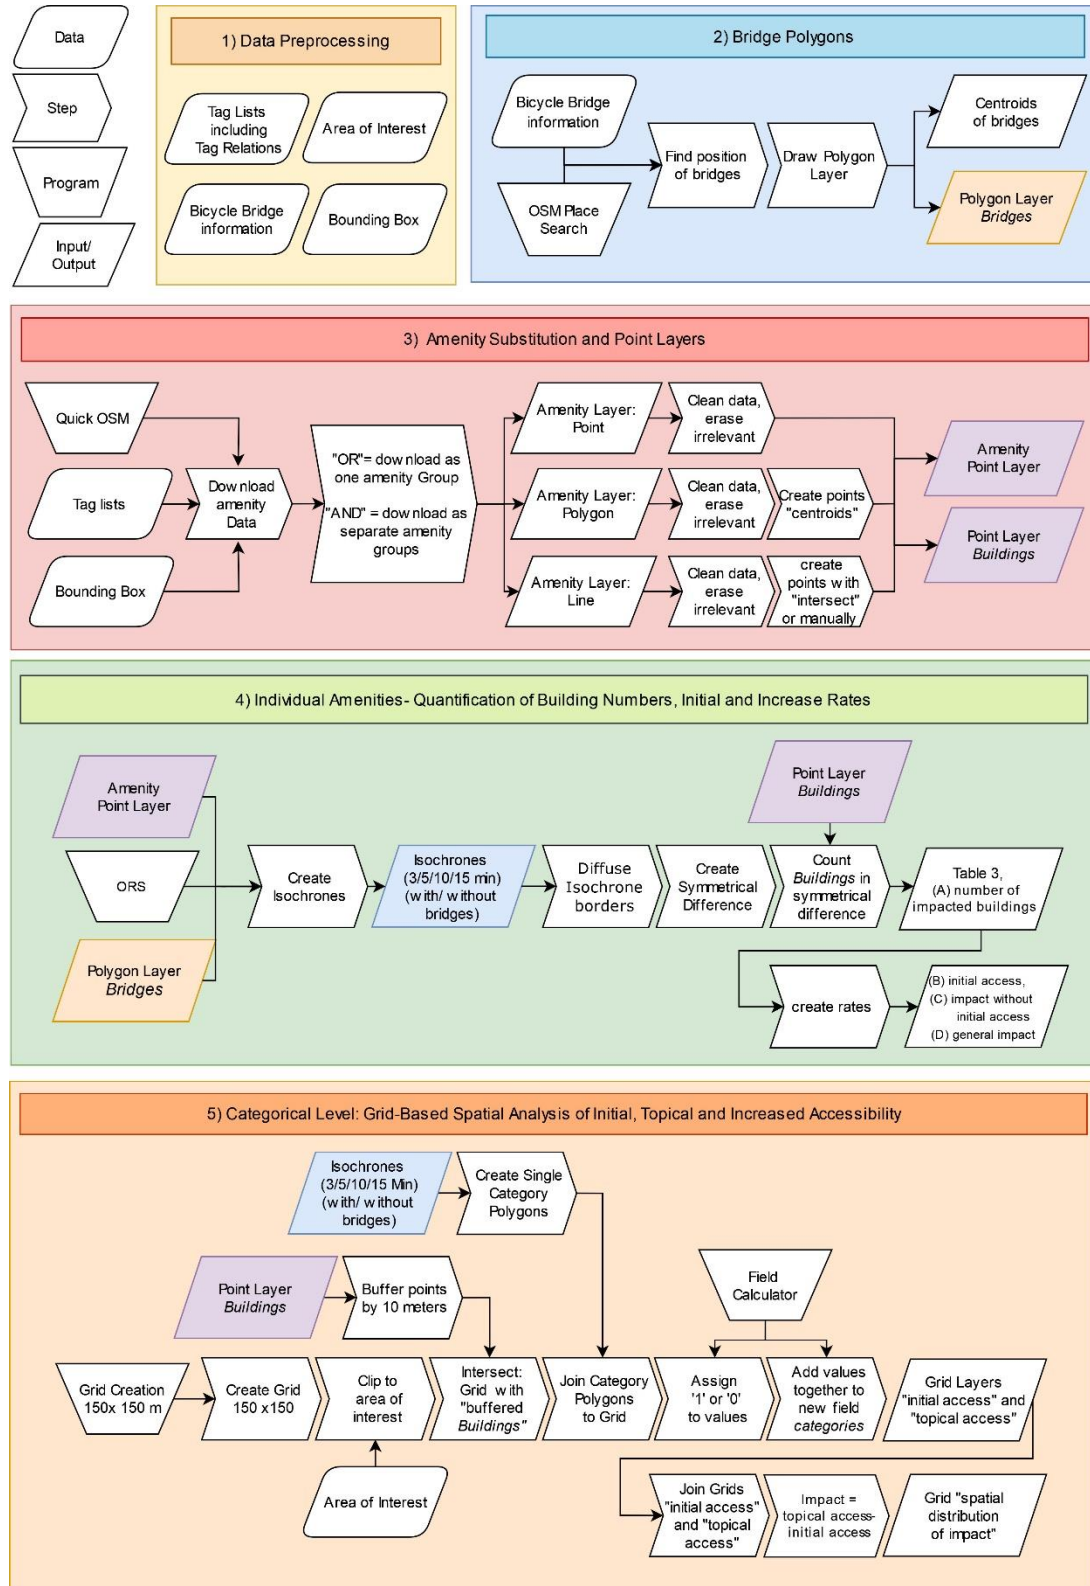 Data
Step
Program
Input/
Output
1) Data Preprocessing
Tag Lists
including
Tag Relations
Area of Interest
Bicycle Bridge
information
Bounding Box
2) Bridge Polygons
Bicycle Bridge
information
OSM Place
Search
Find position
of bridges
Draw Polygon
Layer
Centroids
of bridges
Polygon Layer
Bridges
3) Amenity Substitution and Point Layers
Quick OSM
Tag lists
Bounding Box
Download
amenity
Data
"OR"= download as
one amenity Group
"AND" = download as
separate amenity
groups
Amenity Layer:
Point
Clean data,
erase
irrelevant
Amenity Layer:
Polygon
Clean data,
erase
irrelevant
Create points
"centroids"
Amenity Layer:
Line
Clean data,
erase
irrelevant
create
points with
"intersect"
or manually
Amenity
Point Layer
Point Layer
Buildings
4) Individual Amenities- Quantification of Building Numbers, Initial and Increase Rates
Amenity
Point Layer
ORS
Polygon Layer
Bridges
Create
Isochrones
Isochrones
(3/5/10/15 min)
(with/ without
bridges)
Diffuse
Isochrone
borders
Create
Symmetrical
Difference
Point Layer
Buildings
Count
Buildings in
symmetrical
difference
Table 3,
(A) number of
impacted buildings
create rates
(B) initial access,
(C) impact without
initial access
(D) general impact
5) Categorical Level: Grid-Based Spatial Analysis of Initial, Topical and Increased Accessibility
Isochrones
(3/5/10/15 Min)
(with/ without
bridges)
Create Single
Category
Polygons
Point Layer
Buildings
Buffer points
by 10 meters
Field
Calculator
Grid Creation
150x 150 m
Create Grid
150 x150
Clip to
area of
interest
Intersect:
Grid with
"buffered
Buildings"
Join Category
Polygons
to Grid
Assign
'1' or '0'
to values
Add values
together to
new field
categories
Grid Layers
"initial access" and
"topical access"
Area of Interest
Join Grids
"initial access"
and "topical
access"
Impact =
topical access-
initial access
Grid "spatial
distribution
of impact"